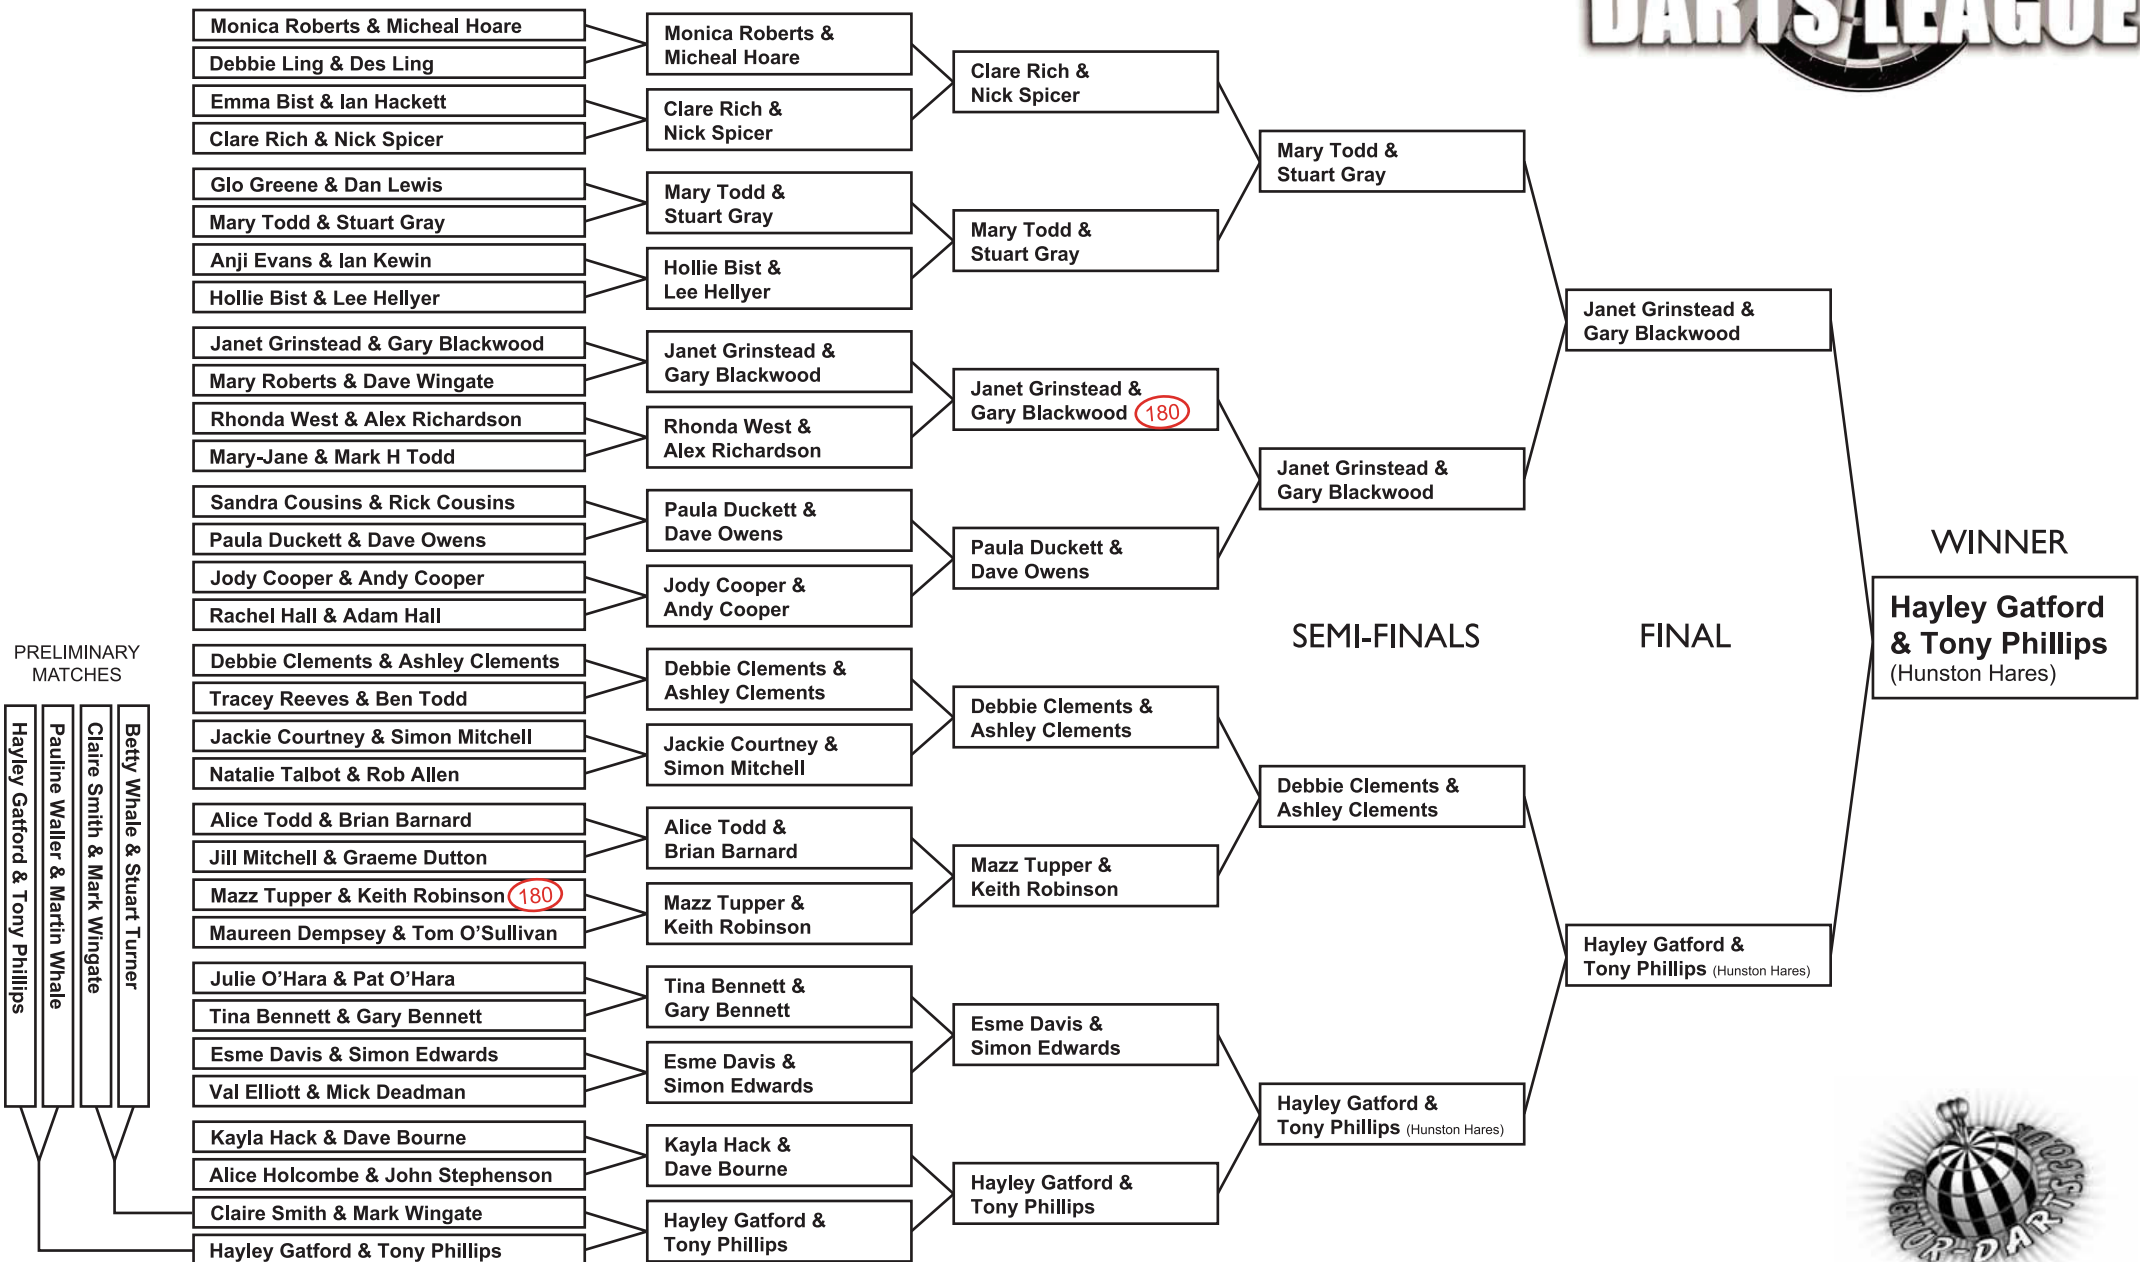 DARTS LEAGUE
Monica Roberts & Micheal Hoare
Debbie Ling & Des Ling
Emma Bist & Ian Hackett
Clare Rich & Nick Spicer
Glo Greene & Dan Lewis
Mary Todd & Stuart Gray
Anji Evans & Ian Kewin
Hollie Bist & Lee Hellyer
Janet Grinstead & Gary Blackwood
Mary Roberts & Dave Wingate
Rhonda West & Alex Richardson
Mary-Jane & Mark H Todd
Sandra Cousins & Rick Cousins
Paula Duckett & Dave Owens
Jody Cooper & Andy Cooper
Rachel Hall & Adam Hall
Debbie Clements & Ashley Clements
Tracey Reeves & Ben Todd
Jackie Courtney & Simon Mitchell
Natalie Talbot & Rob Allen
Alice Todd & Brian Barnard
Jill Mitchell & Graeme Dutton
Mazz Tupper & Keith Robinson 180
Maureen Dempsey & Tom O'Sullivan
Julie O'Hara & Pat O'Hara
Tina Bennett & Gary Bennett
Esme Davis & Simon Edwards
Val Elliott & Mick Deadman
Kayla Hack & Dave Bourne
Alice Holcombe & John Stephenson
Claire Smith & Mark Wingate
Hayley Gatford & Tony Phillips
PRELIMINARY
MATCHES
Hayley Gatford & Tony Phillips
Pauline Waller & Martin Whale
Claire Smith & Mark Wingate
Betty Whale & Stuart Turner
Monica Roberts &
Micheal Hoare
Clare Rich &
Nick Spicer
Mary Todd &
Stuart Gray
Hollie Bist &
Lee Hellyer
Janet Grinstead &
Gary Blackwood
Rhonda West &
Alex Richardson
Paula Duckett &
Dave Owens
Jody Cooper &
Andy Cooper
Debbie Clements &
Ashley Clements
Jackie Courtney &
Simon Mitchell
Alice Todd &
Brian Barnard
Mazz Tupper &
Keith Robinson
Tina Bennett &
Gary Bennett
Esme Davis &
Simon Edwards
Kayla Hack &
Dave Bourne
Hayley Gatford &
Tony Phillips
Clare Rich &
Nick Spicer
Mary Todd &
Stuart Gray
Janet Grinstead &
Gary Blackwood 180
Paula Duckett &
Dave Owens
Debbie Clements &
Ashley Clements
Mazz Tupper &
Keith Robinson
Esme Davis &
Simon Edwards
Hayley Gatford &
Tony Phillips
Mary Todd &
Stuart Gray
Janet Grinstead &
Gary Blackwood
SEMI-FINALS
Debbie Clements &
Ashley Clements
Hayley Gatford &
Tony Phillips (Hunston Hares)
Janet Grinstead &
Gary Blackwood
FINAL
Hayley Gatford &
Tony Phillips (Hunston Hares)
WINNER
Hayley Gatford
& Tony Phillips
(Hunston Hares)
BOGNOR-DARTS.CO.UK